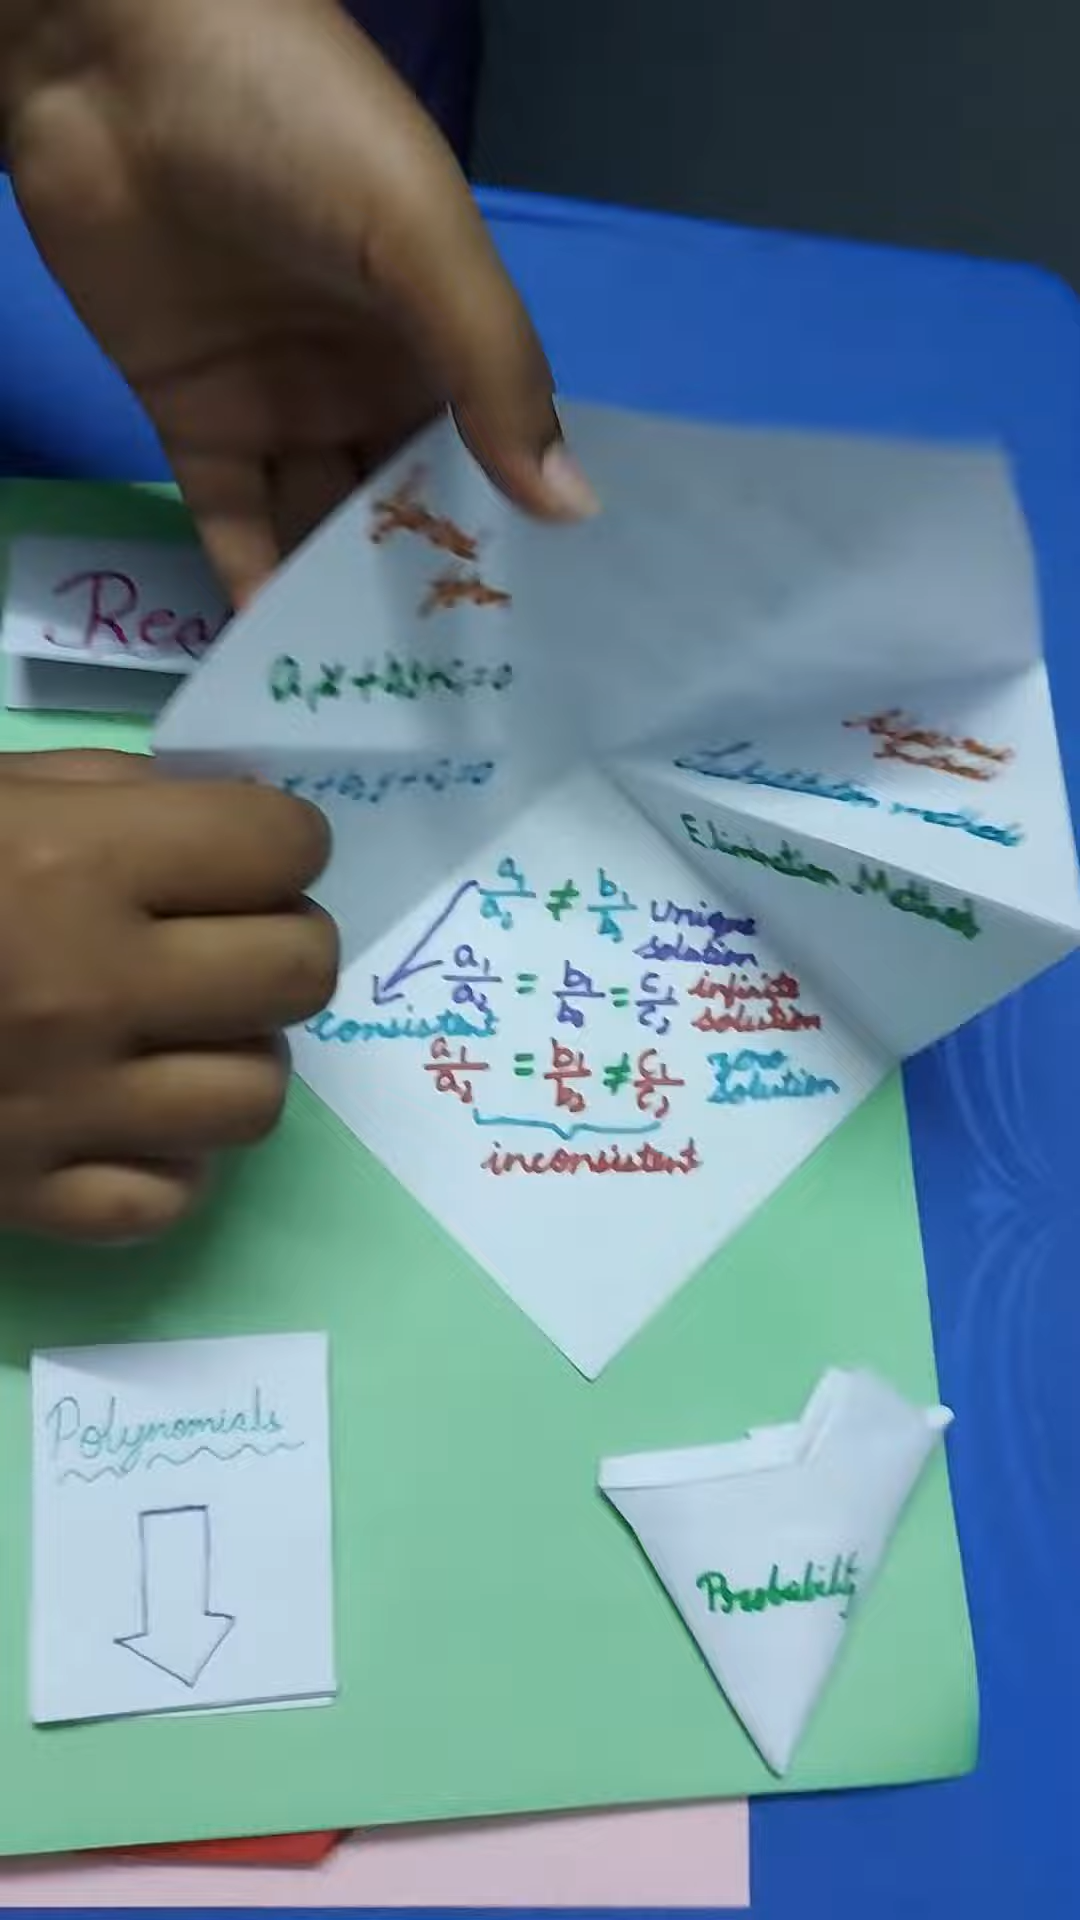 a₁x + b₁y + c₁ = 0
Substitution method
Elimination Method
a₁/a₂ ≠ b₁/b₂ unique solution
a₁/a₂ = b₁/b₂ = c₁/c₂ infinite solution
consistent
a₁/a₂ = b₁/b₂ ≠ c₁/c₂ zero solution
inconsistent
Polynomials
Probability